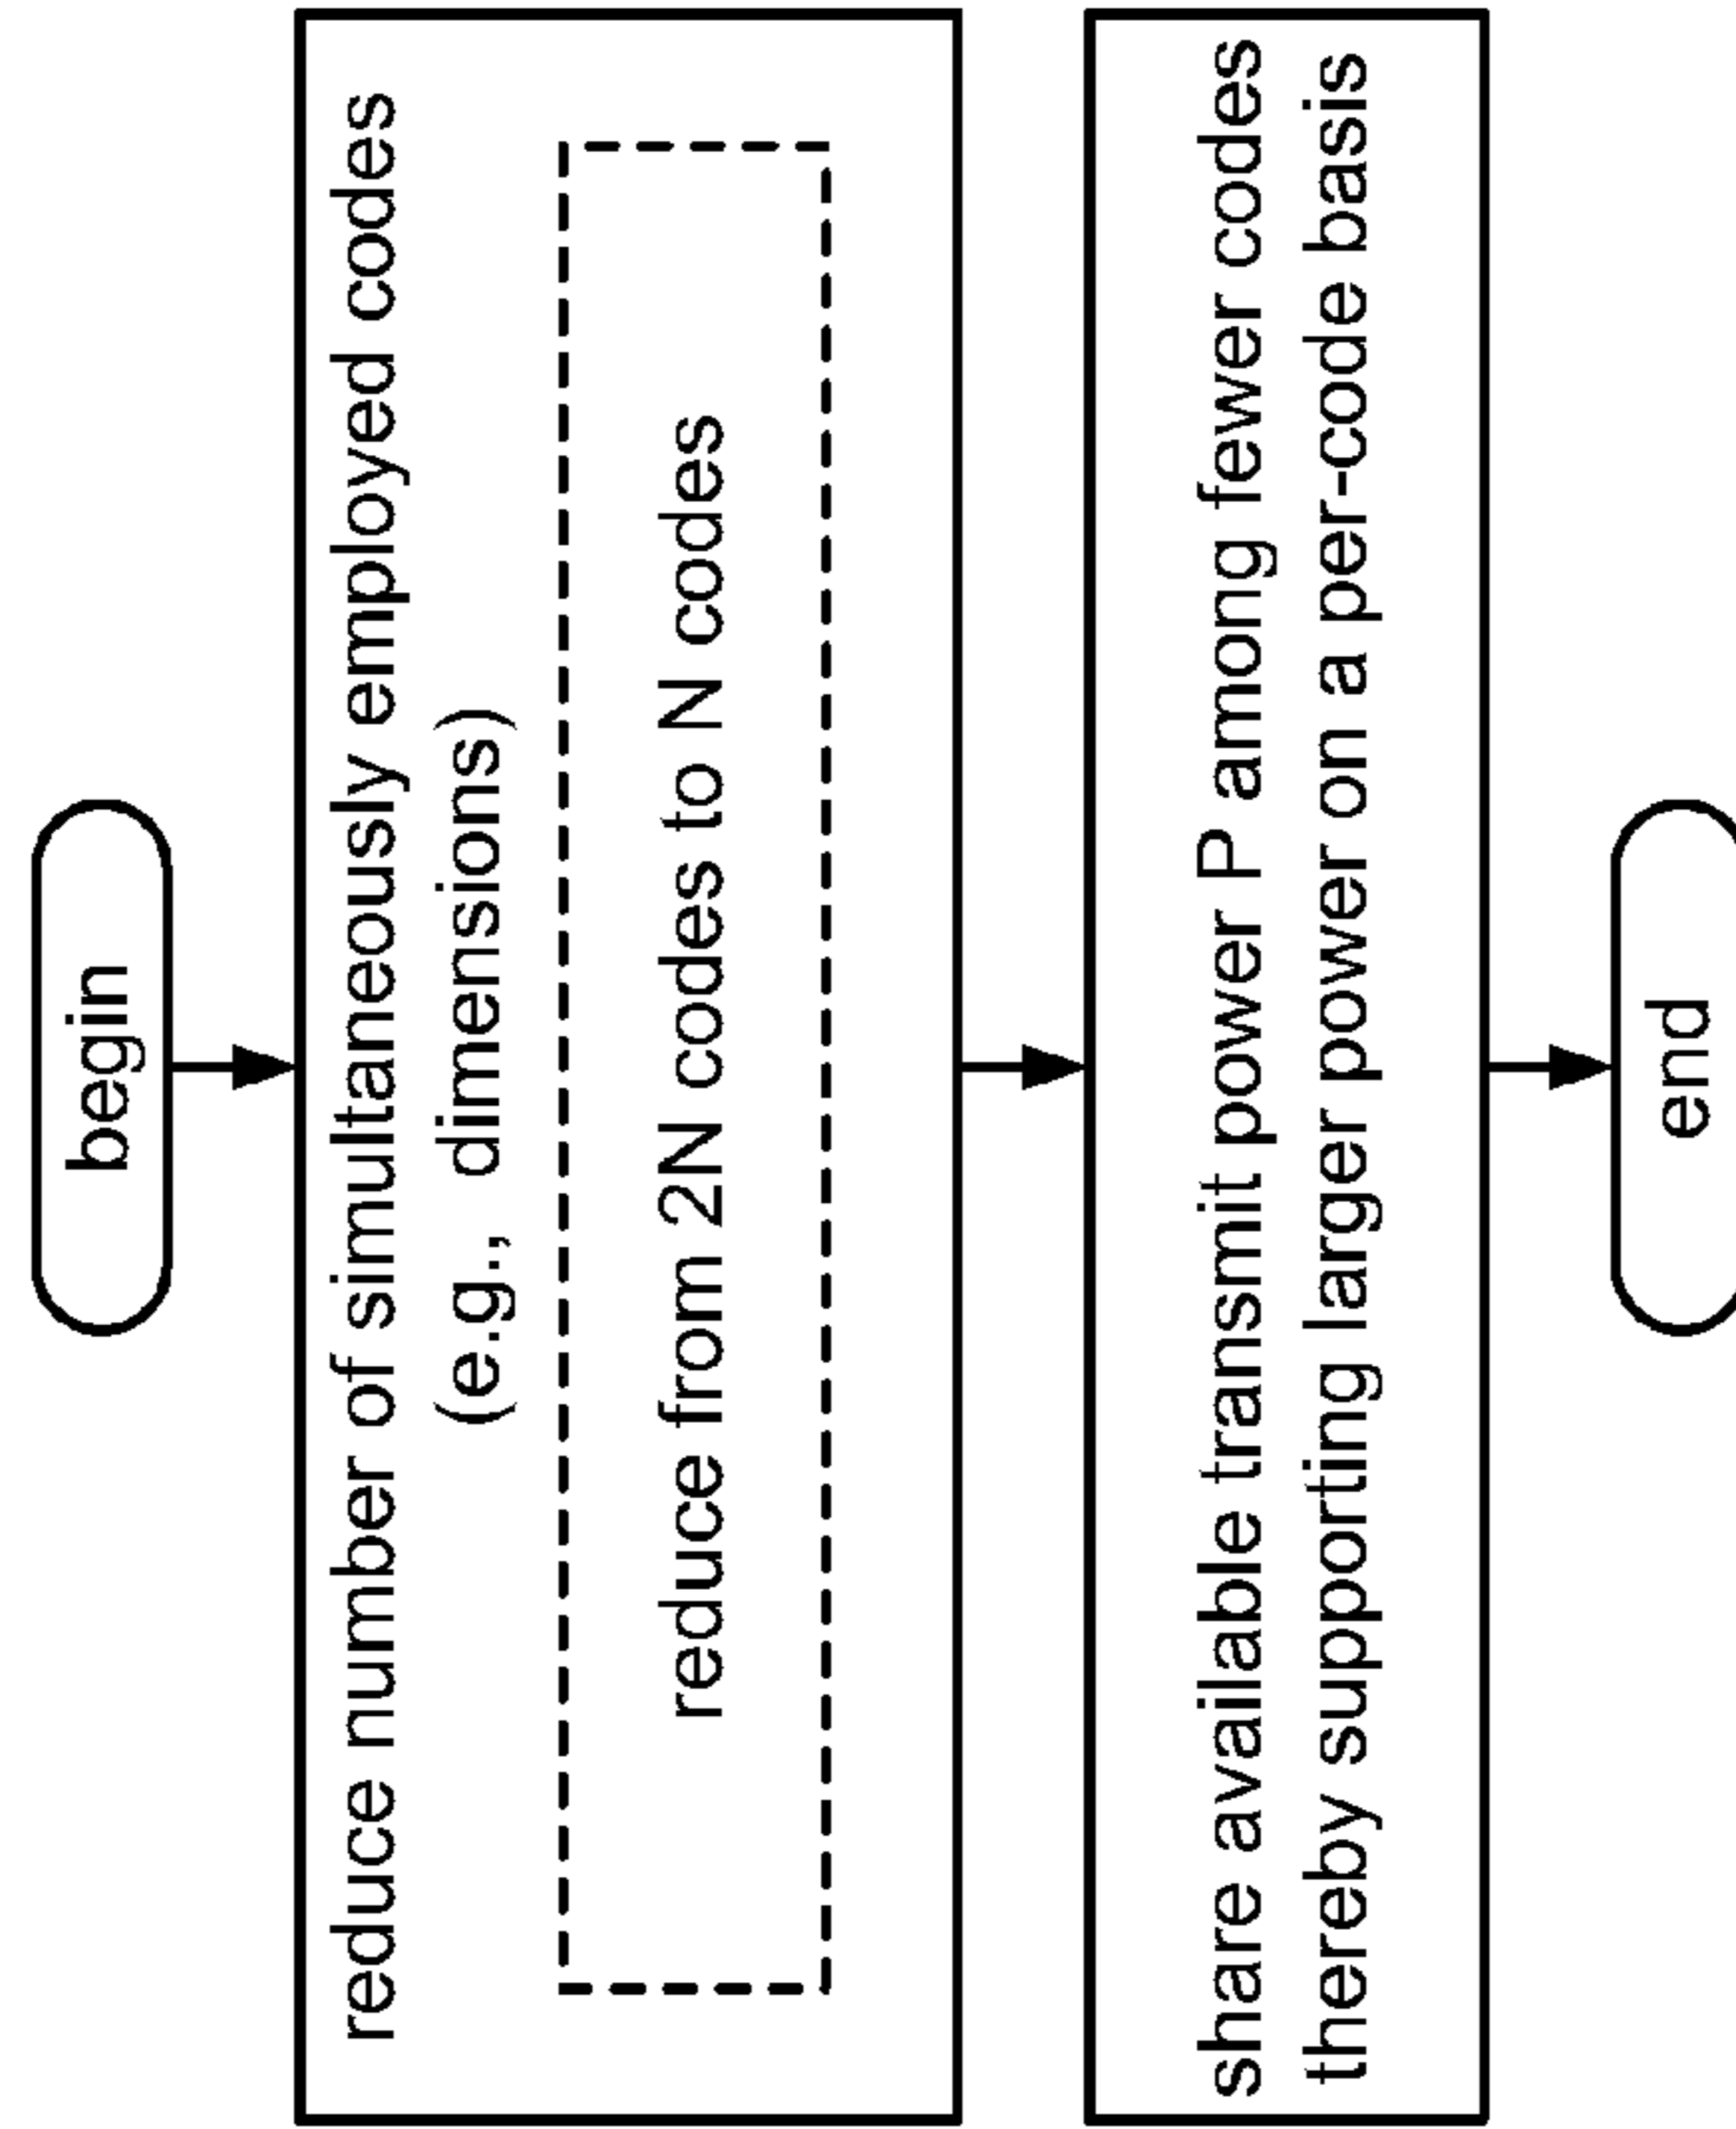 begin
reduce number of simultaneously employed codes
(e.g., dimensions)
reduce from 2N codes to N codes
share available transmit power P among fewer codes
thereby supporting larger power on a per-code basis
end